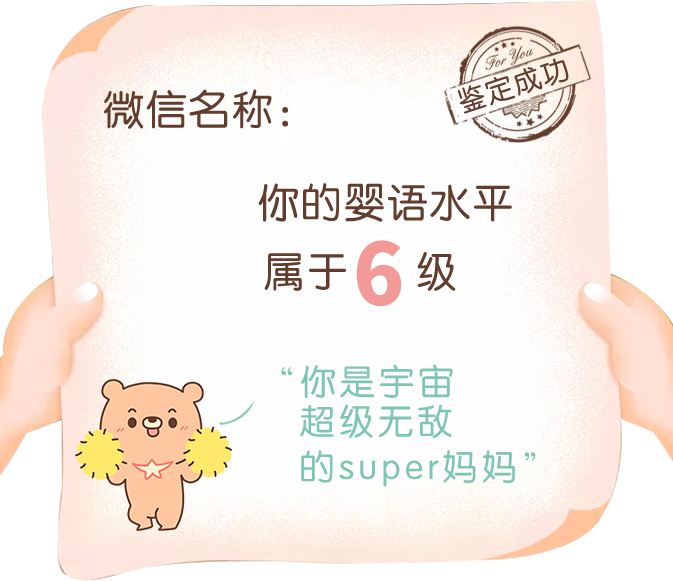 For You
鉴定成功
微信名称：
你的婴语水平
属于6级
“你是宇宙
超级无敌
的super妈妈”